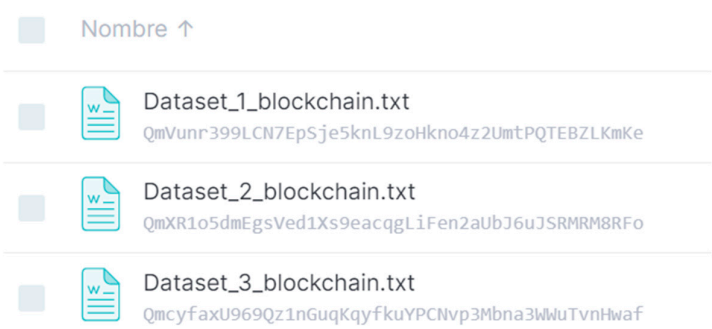 Nombre ↑
Dataset_1_blockchain.txt
QmVunr399LCN7EpSje5knL9zoHkno4z2UmtPQTEBZLKmKe
Dataset_2_blockchain.txt
QmXR1o5dmEgsVed1Xs9eacqgLiFen2aUbJ6uJSRMRM8RFo
Dataset_3_blockchain.txt
QmcyfaxU969Qz1nGuqKqyfkuYPCNvp3Mbna3WWuTvnHwaf